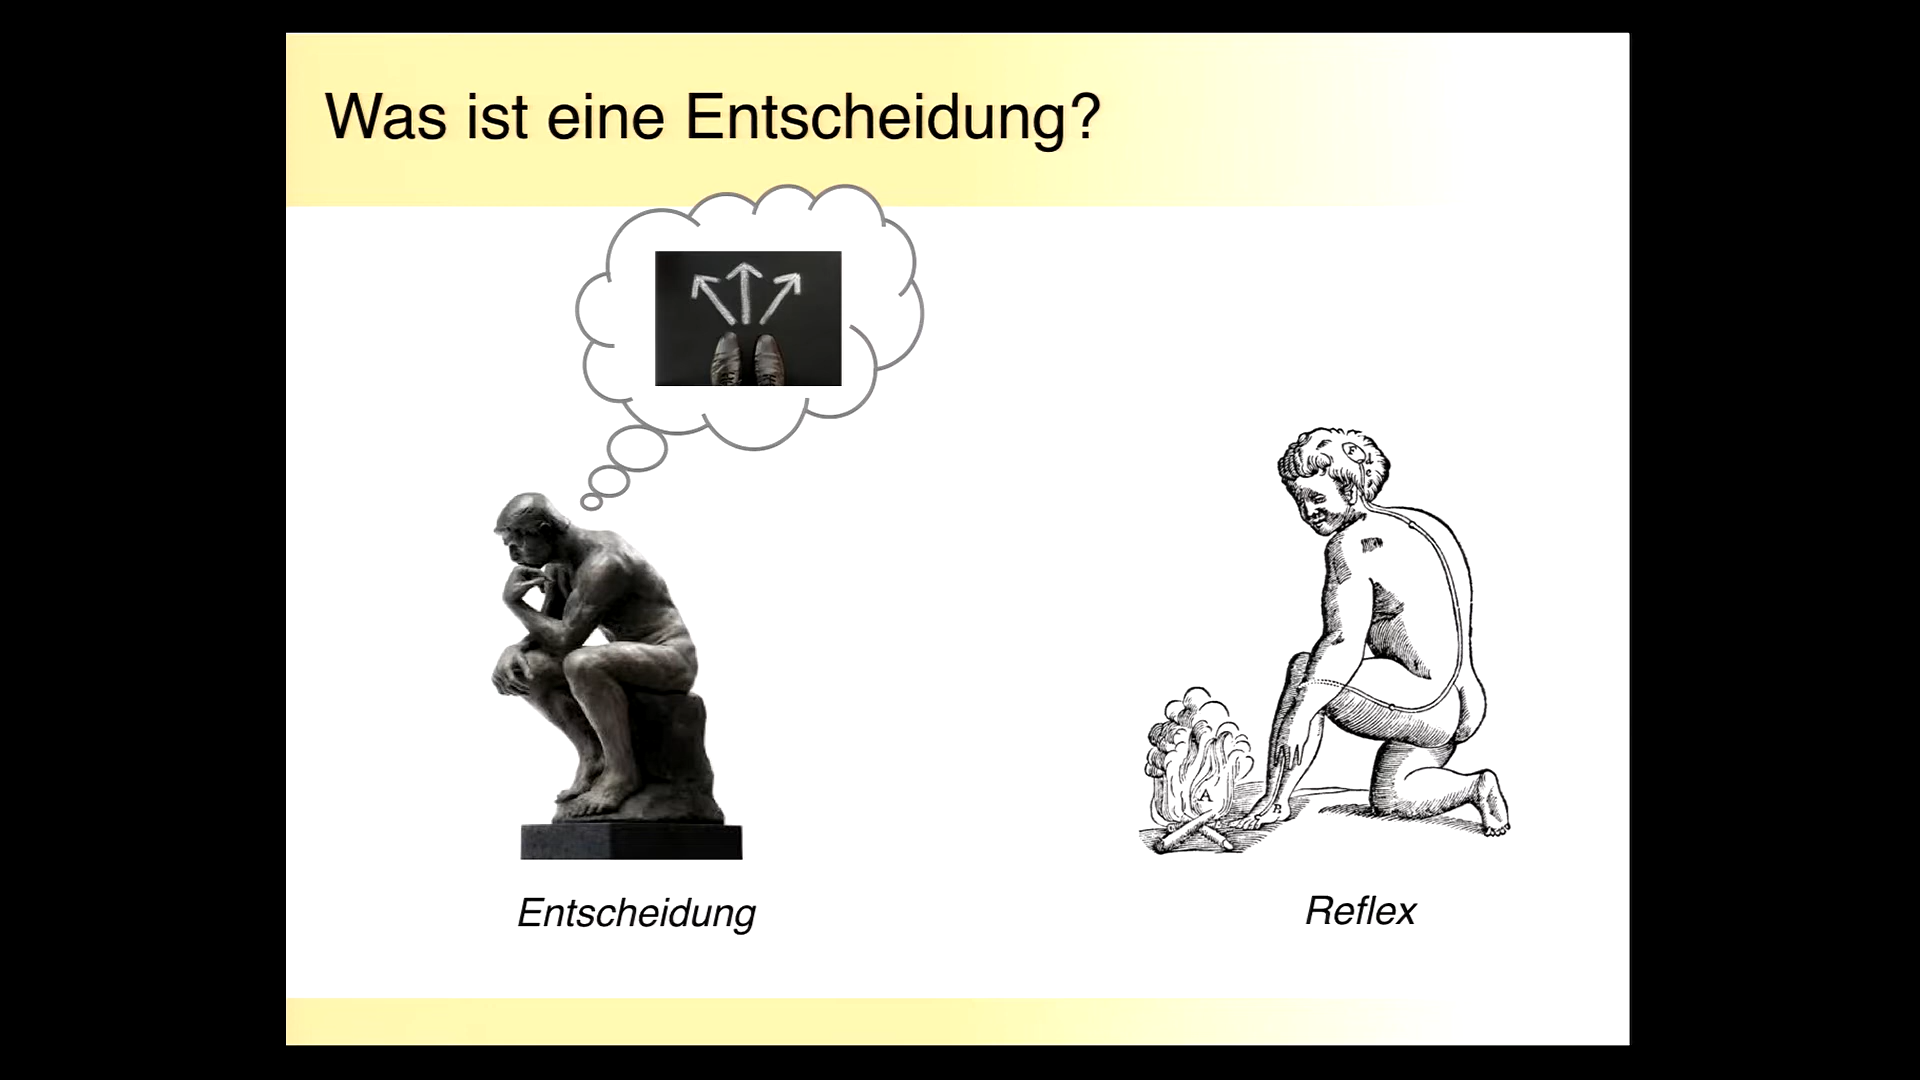 Was ist eine Entscheidung?
F
d
e
A
B
Entscheidung
Reflex